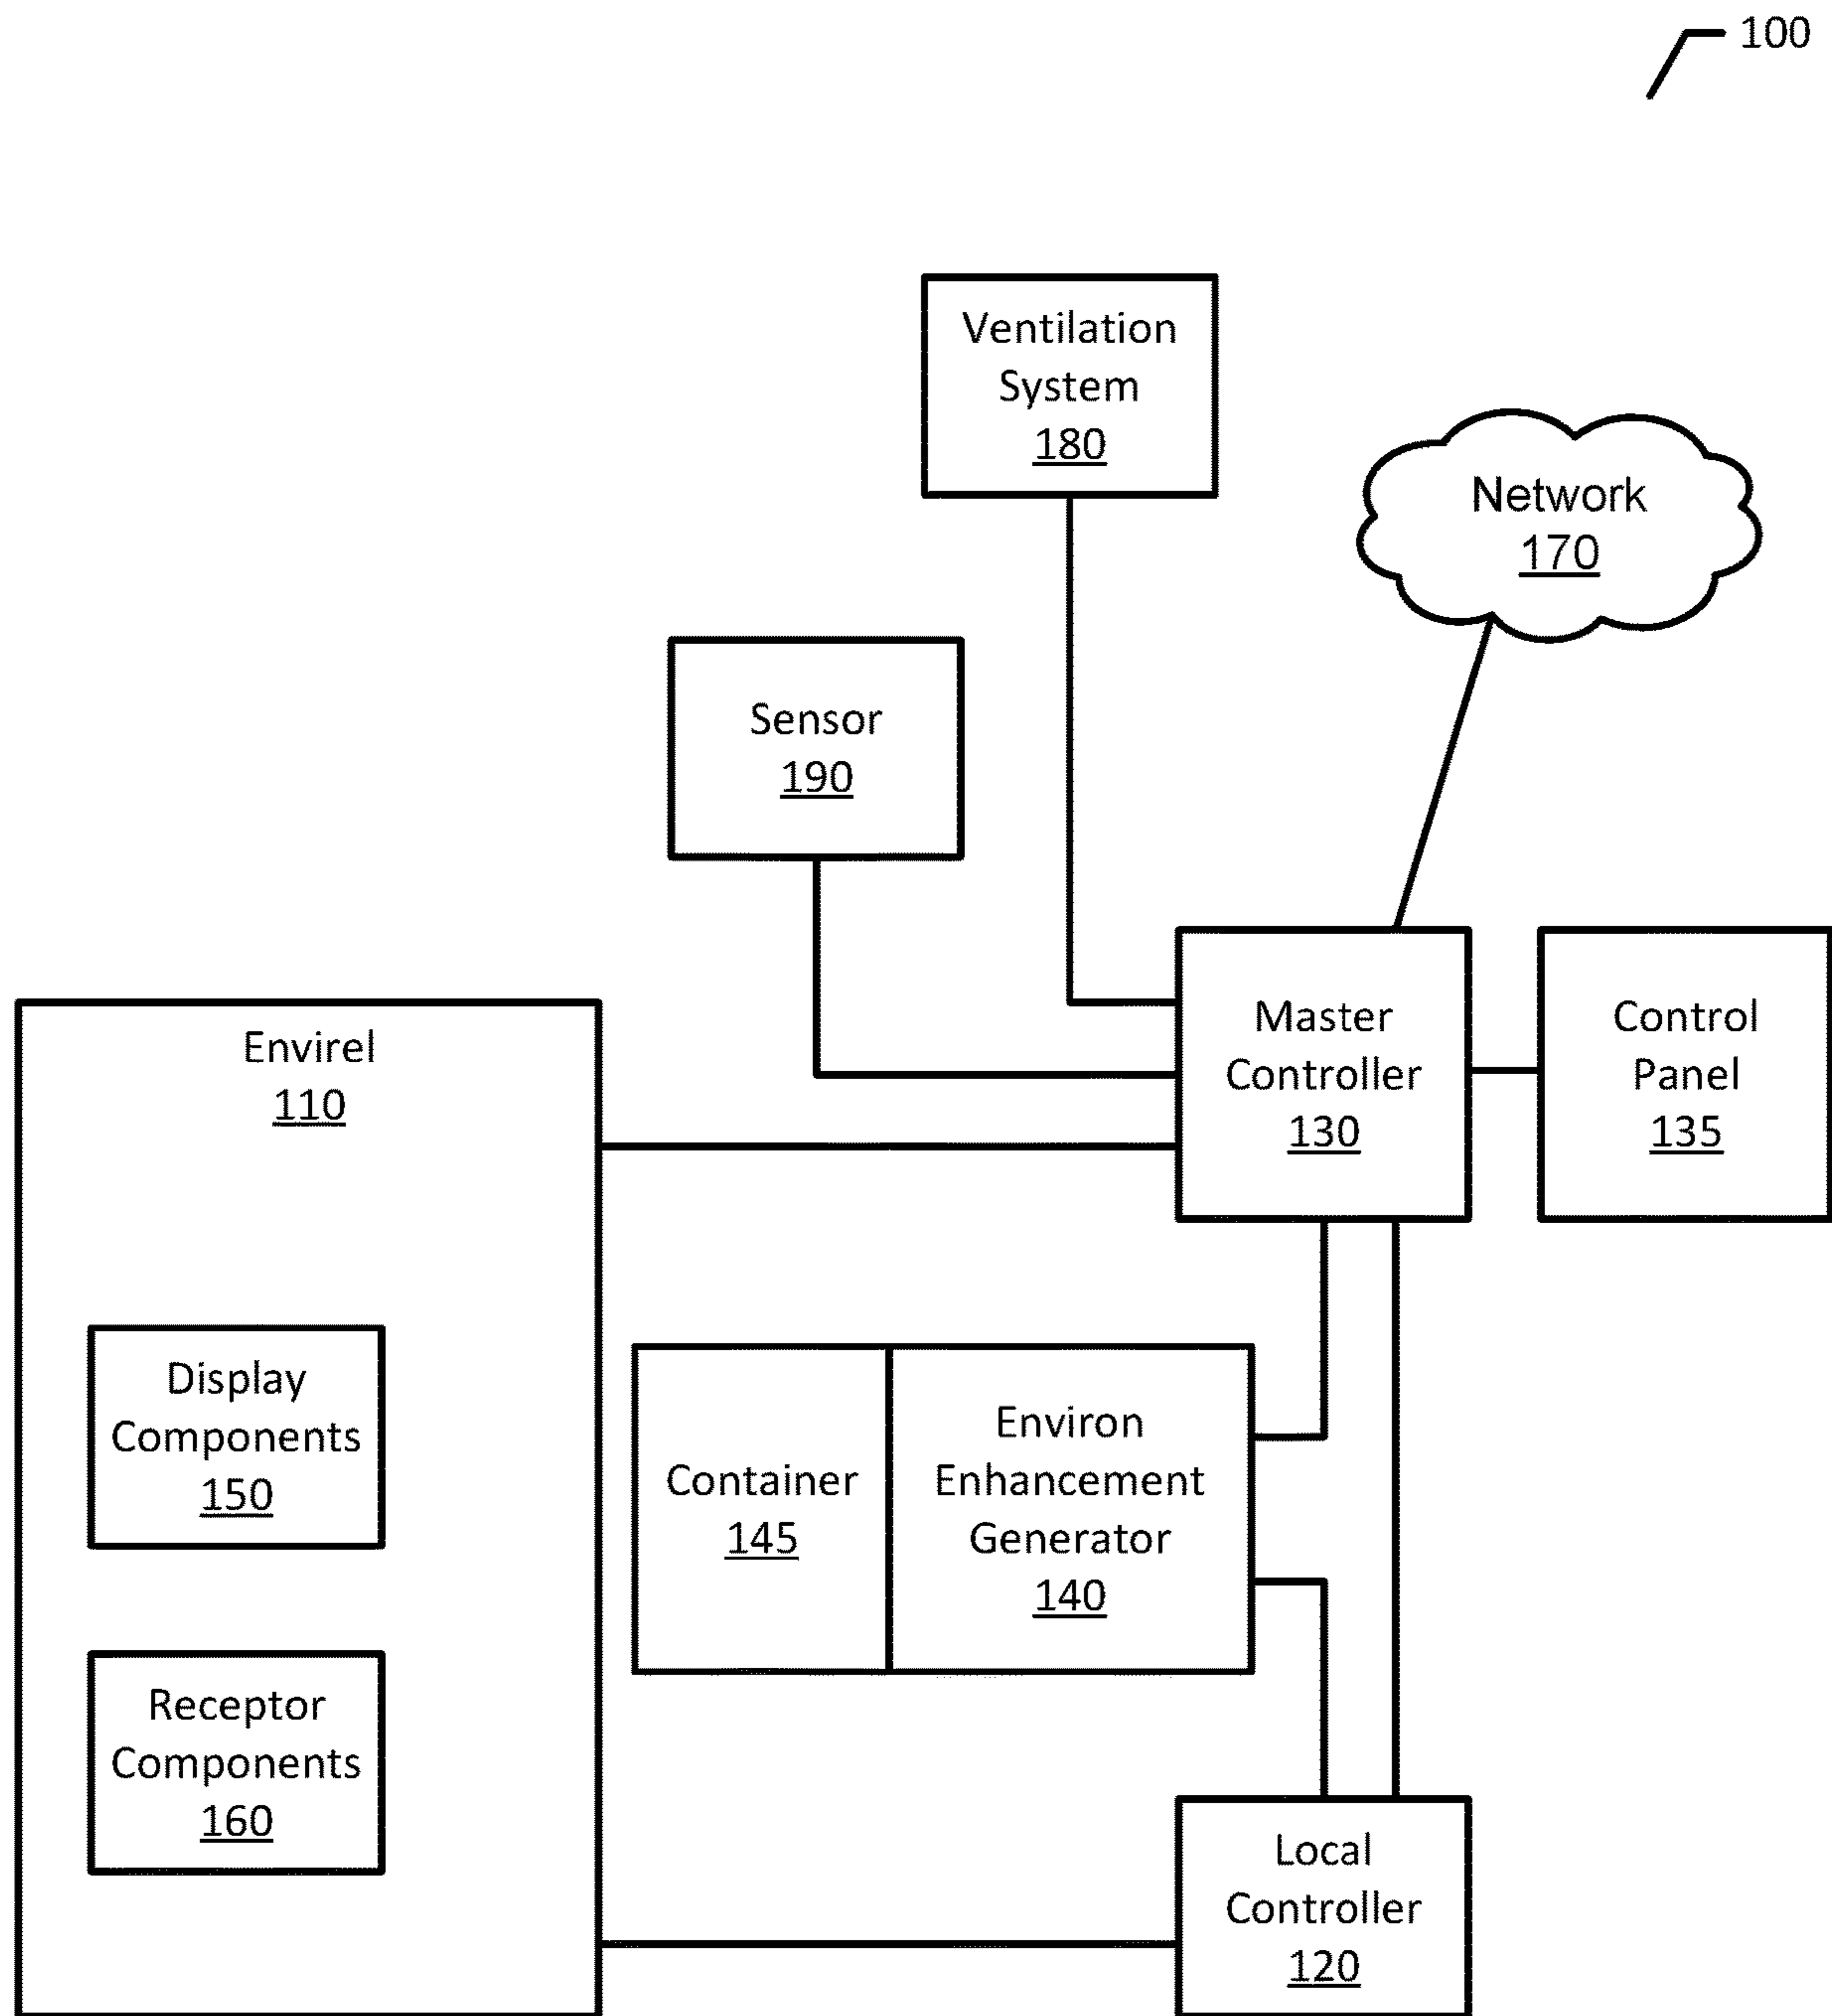 100
Ventilation
System
180
Network
170
Sensor
190
Master
Controller
130
Control
Panel
135
Envirel
110
Display
Components
150
Container
145
Environ
Enhancement
Generator
140
Receptor
Components
160
Local
Controller
120